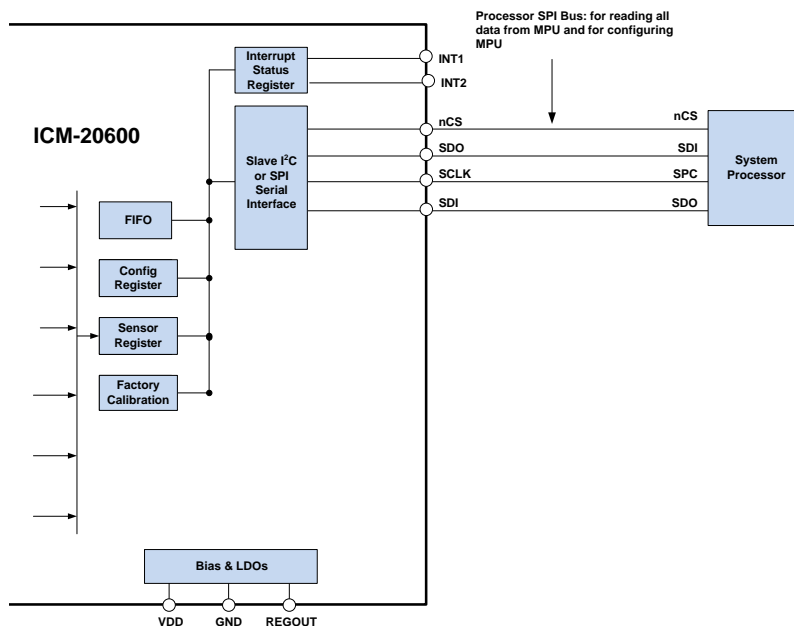 Processor SPI Bus: for reading all
data from MPU and for configuring
MPU
Interrupt
Status
Register
INT1
INT2
ICM-20600
nCS
nCS
Slave I²C
or SPI
Serial
Interface
SDO
SDI
SCLK
SPC
SDI
SDO
System
Processor
FIFO
Config
Register
Sensor
Register
Factory
Calibration
Bias & LDOs
VDD
GND
REGOUT